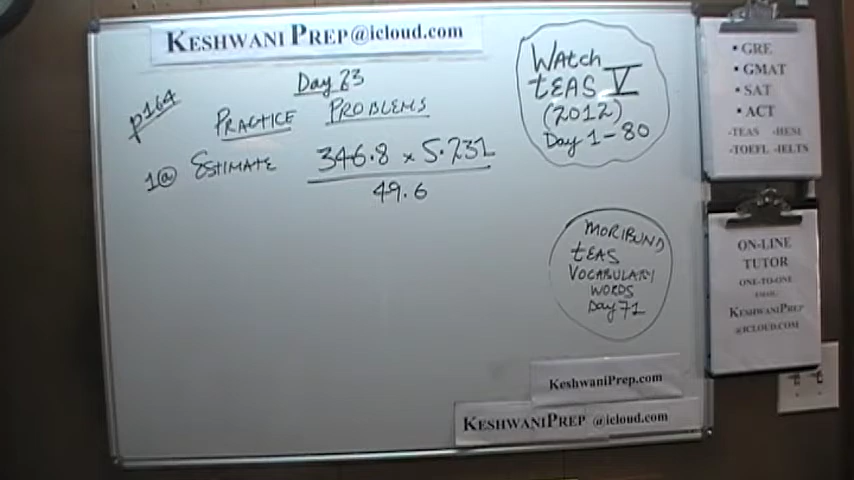 KESHWANI PREP@icloud.com
Day 23
p164
PRACTICE PROBLEMS
1@ ESTIMATE 346.8 × 5.231
49.6
WAtch
tEAS V
(2012)
Day 1-80
MORIBUND
tEAS
VOCABULARY
WORDS
Day 71
KeshwaniPrep.com
KESHWANIPREP @icloud.com
• GRE
• GMAT
• SAT
• ACT
-TEAS -HESI
-TOEFL -IELTS
ON-LINE
TUTOR
ONE-TO-ONE
EMAIL
KESHWANIPREP
@ICLOUD.COM